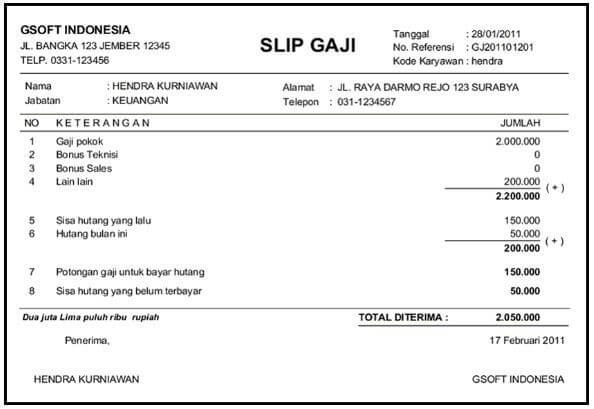 GSOFT INDONESIA
JL. BANGKA 123 JEMBER 12345
TELP. 0331-123456
SLIP GAJI
Tanggal : 28/01/2011
No. Referensi : GJ201101201
Kode Karyawan : hendra
Nama : HENDRA KURNIAWAN
Jabatan : KEUANGAN
Alamat : JL. RAYA DARMO REJO 123 SURABYA
Telepon : 031-1234567
NO KETERANGAN JUMLAH
1 Gaji pokok 2.000.000
2 Bonus Teknisi 0
3 Bonus Sales 0
4 Lain lain 200.000
(+)
2.200.000
5 Sisa hutang yang lalu 150.000
6 Hutang bulan ini 50.000
(+)
200.000
7 Potongan gaji untuk bayar hutang 150.000
8 Sisa hutang yang belum terbayar 50.000
Dua juta Lima puluh ribu rupiah TOTAL DITERIMA : 2.050.000
Penerima, 17 Februari 2011
HENDRA KURNIAWAN GSOFT INDONESIA